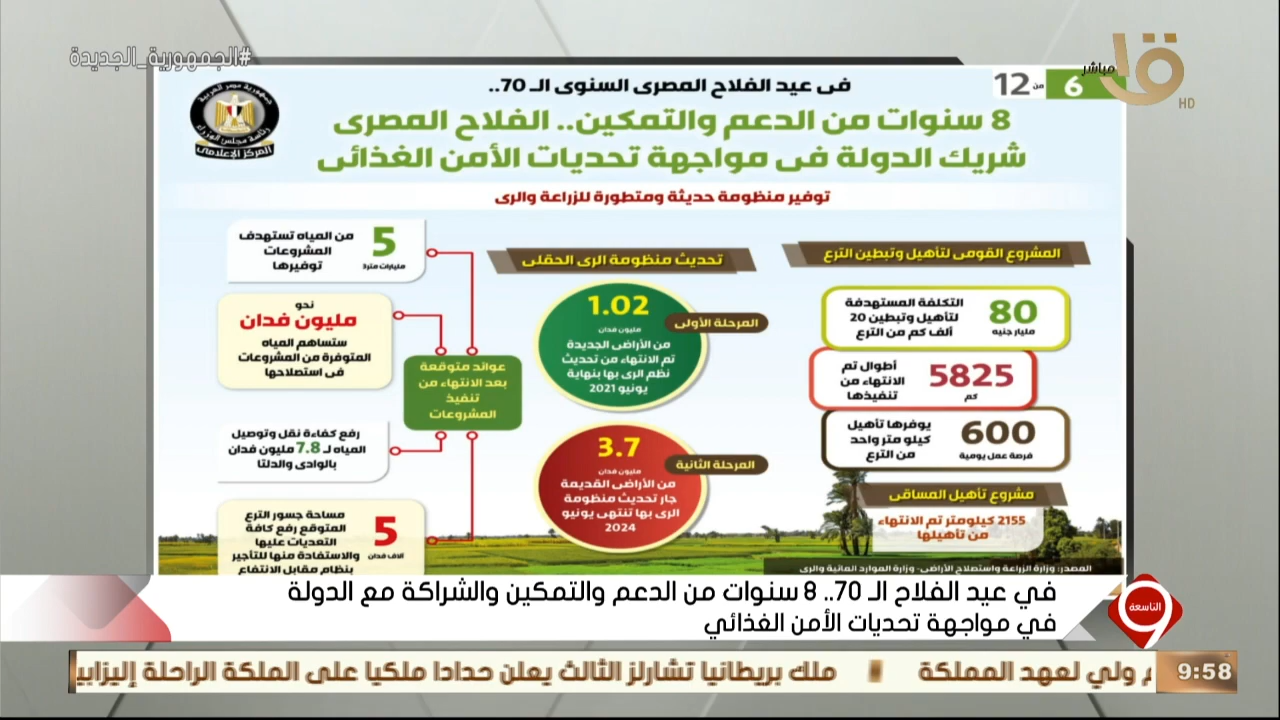 #الجمهورية_الجديدة
مباشر
HD
6 من 12
فى عيد الفلاح المصرى السنوى الـ 70..
8 سنوات من الدعم والتمكين.. الفلاح المصرى
شريك الدولة فى مواجهة تحديات الأمن الغذائى
جمهورية مصر العربية
رئاسة مجلس الوزراء
المركز الإعلامى
توفير منظومة حديثة ومتطورة للزراعة والرى
المشروع القومى لتأهيل وتبطين الترع
80
مليار جنيه
التكلفة المستهدفة
لتأهيل وتبطين 20
ألف كم من الترع
5825
كم
أطوال تم
الانتهاء من
تنفيذها
600
فرصة عمل يومية
يوفرها تأهيل
كيلو متر واحد
من الترع
مشروع تأهيل المساقى
2155 كيلومتر تم الانتهاء
من تأهيلها
تحديث منظومة الرى الحقلى
المرحلة الأولى
1.02
مليون فدان
من الأراضى الجديدة
تم الانتهاء من تحديث
نظم الرى بها بنهاية
يونيو 2021
المرحلة الثانية
3.7
مليون فدان
من الأراضى القديمة
جار تحديث منظومة
الرى بها تنتهى يونيو
2024
عوائد متوقعة
بعد الانتهاء من
تنفيذ
المشروعات
5
مليارات متر3
من المياه تستهدف
المشروعات
توفيرها
نحو
مليون فدان
ستساهم المياه
المتوفرة من المشروعات
فى استصلاحها
رفع كفاءة نقل وتوصيل
المياه لـ 7.8 مليون فدان
بالوادى والدلتا
5
آلاف فدان
مساحة جسور الترع
المتوقع رفع كافة
التعديات عليها
والاستفادة منها للتأجير
بنظام مقابل الانتفاع
المصدر: وزارة الزراعة واستصلاح الأراضى- وزارة الموارد المائية والرى
التاسعة
في عيد الفلاح الـ 70.. 8 سنوات من الدعم والتمكين والشراكة مع الدولة
في مواجهة تحديات الأمن الغذائي
9:58
م ولي لعهد المملكة
ملك بريطانيا تشارلز الثالث يعلن حدادا ملكيا على الملكة الراحلة إليزابي